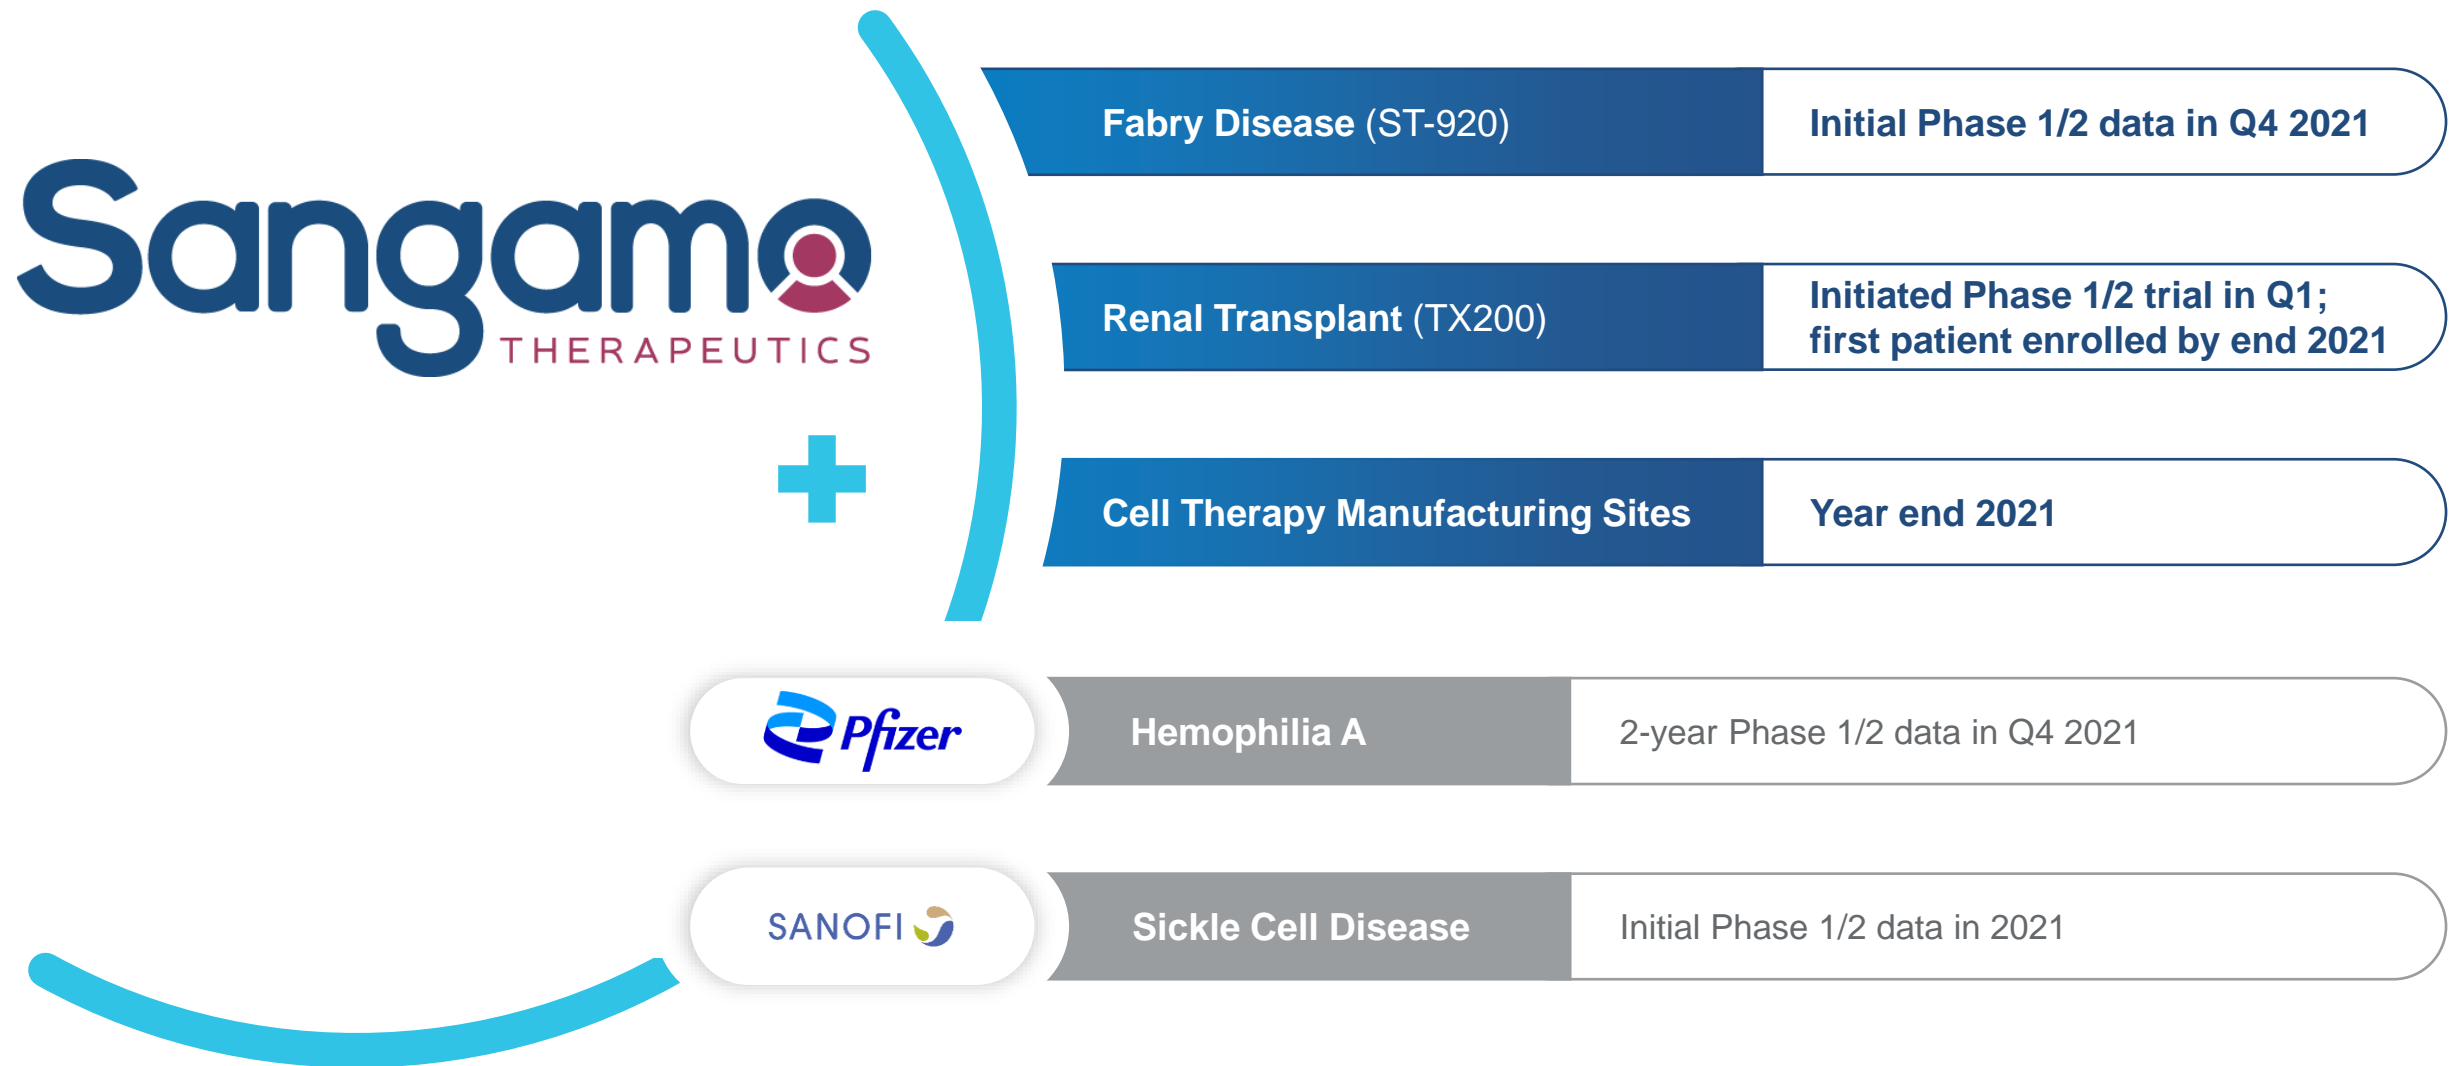 Sangamo
THERAPEUTICS
Fabry Disease (ST-920)
Initial Phase 1/2 data in Q4 2021
Renal Transplant (TX200)
Initiated Phase 1/2 trial in Q1;
first patient enrolled by end 2021
Cell Therapy Manufacturing Sites
Year end 2021
Pfizer
Hemophilia A
2-year Phase 1/2 data in Q4 2021
SANOFI
Sickle Cell Disease
Initial Phase 1/2 data in 2021